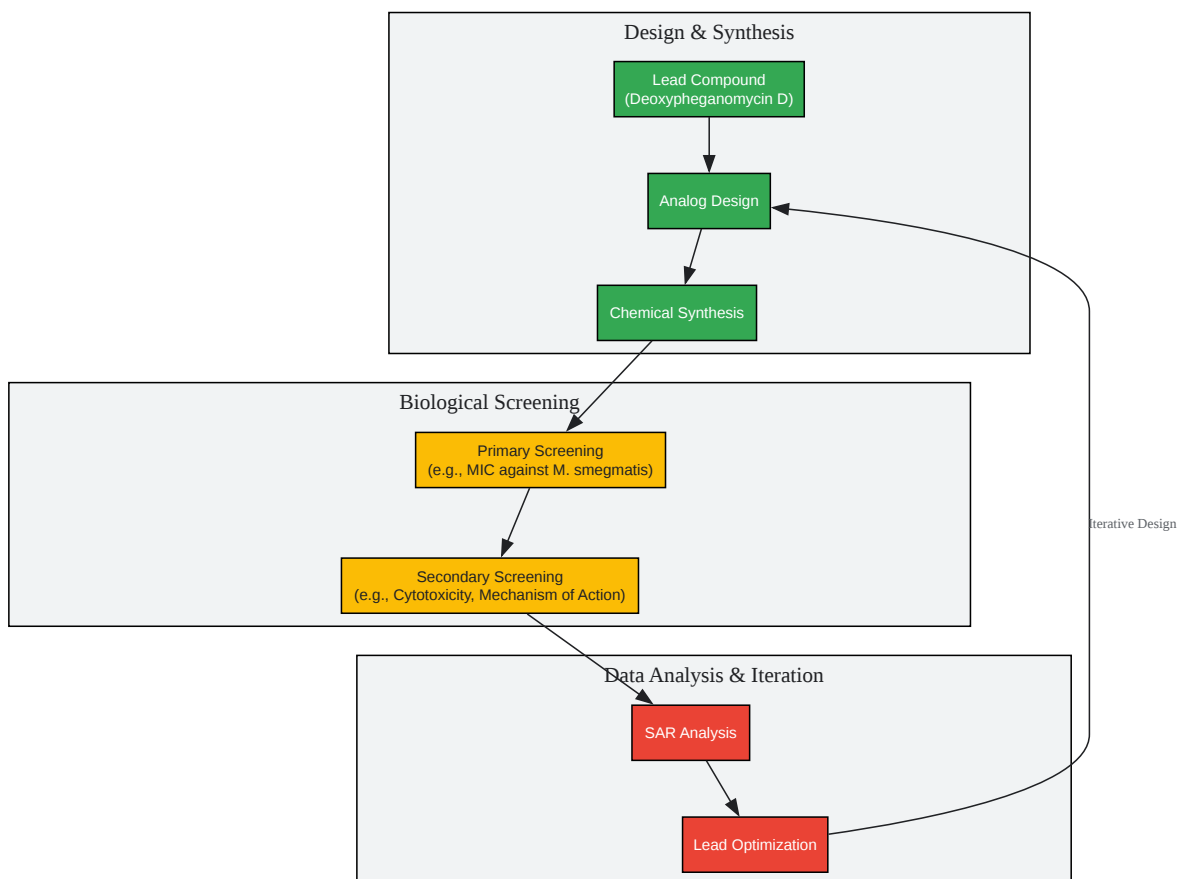 Design & Synthesis
Lead Compound
(Deoxypheganomycin D)
Analog Design
Chemical Synthesis
Biological Screening
Primary Screening
(e.g., MIC against M. smegmatis)
Iterative Design
Secondary Screening
(e.g., Cytotoxicity, Mechanism of Action)
Data Analysis & Iteration
SAR Analysis
Lead Optimization